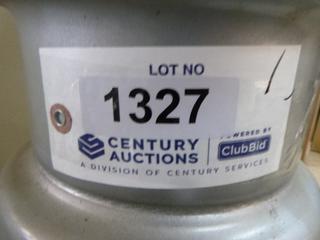 LOT NO
1327
CENTURY AUCTIONS
POWERED BY
ClubBid
A DIVISION OF CENTURY SERVICES